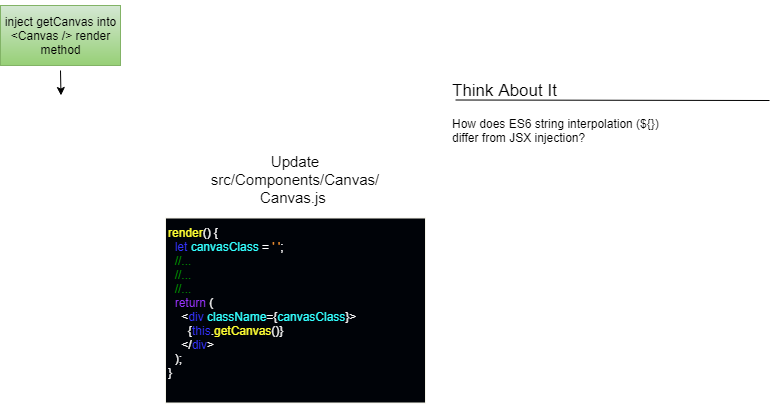 inject getCanvas into
<Canvas /> render
method
Think About It
How does ES6 string interpolation (${})
differ from JSX injection?
Update
src/Components/Canvas/
Canvas.js
render() {
let canvasClass = ' ';
//...
//...
//...
return (
<div className={canvasClass}>
{this.getCanvas()}
</div>
);
}